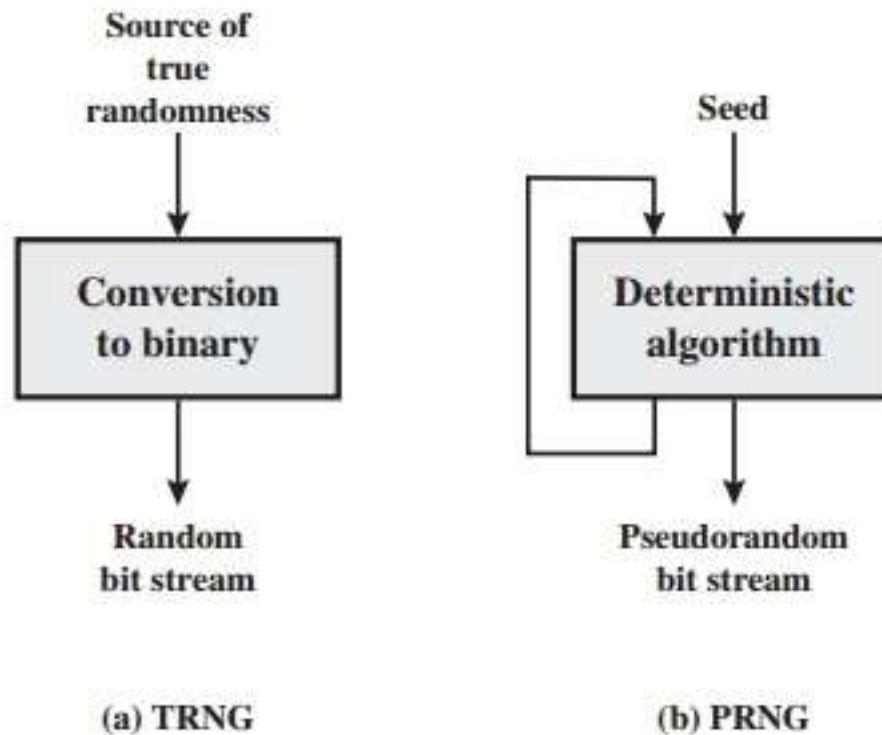 Source of
true
randomness
Conversion
to binary
Random
bit stream
(a) TRNG
Seed
Deterministic
algorithm
Pseudorandom
bit stream
(b) PRNG